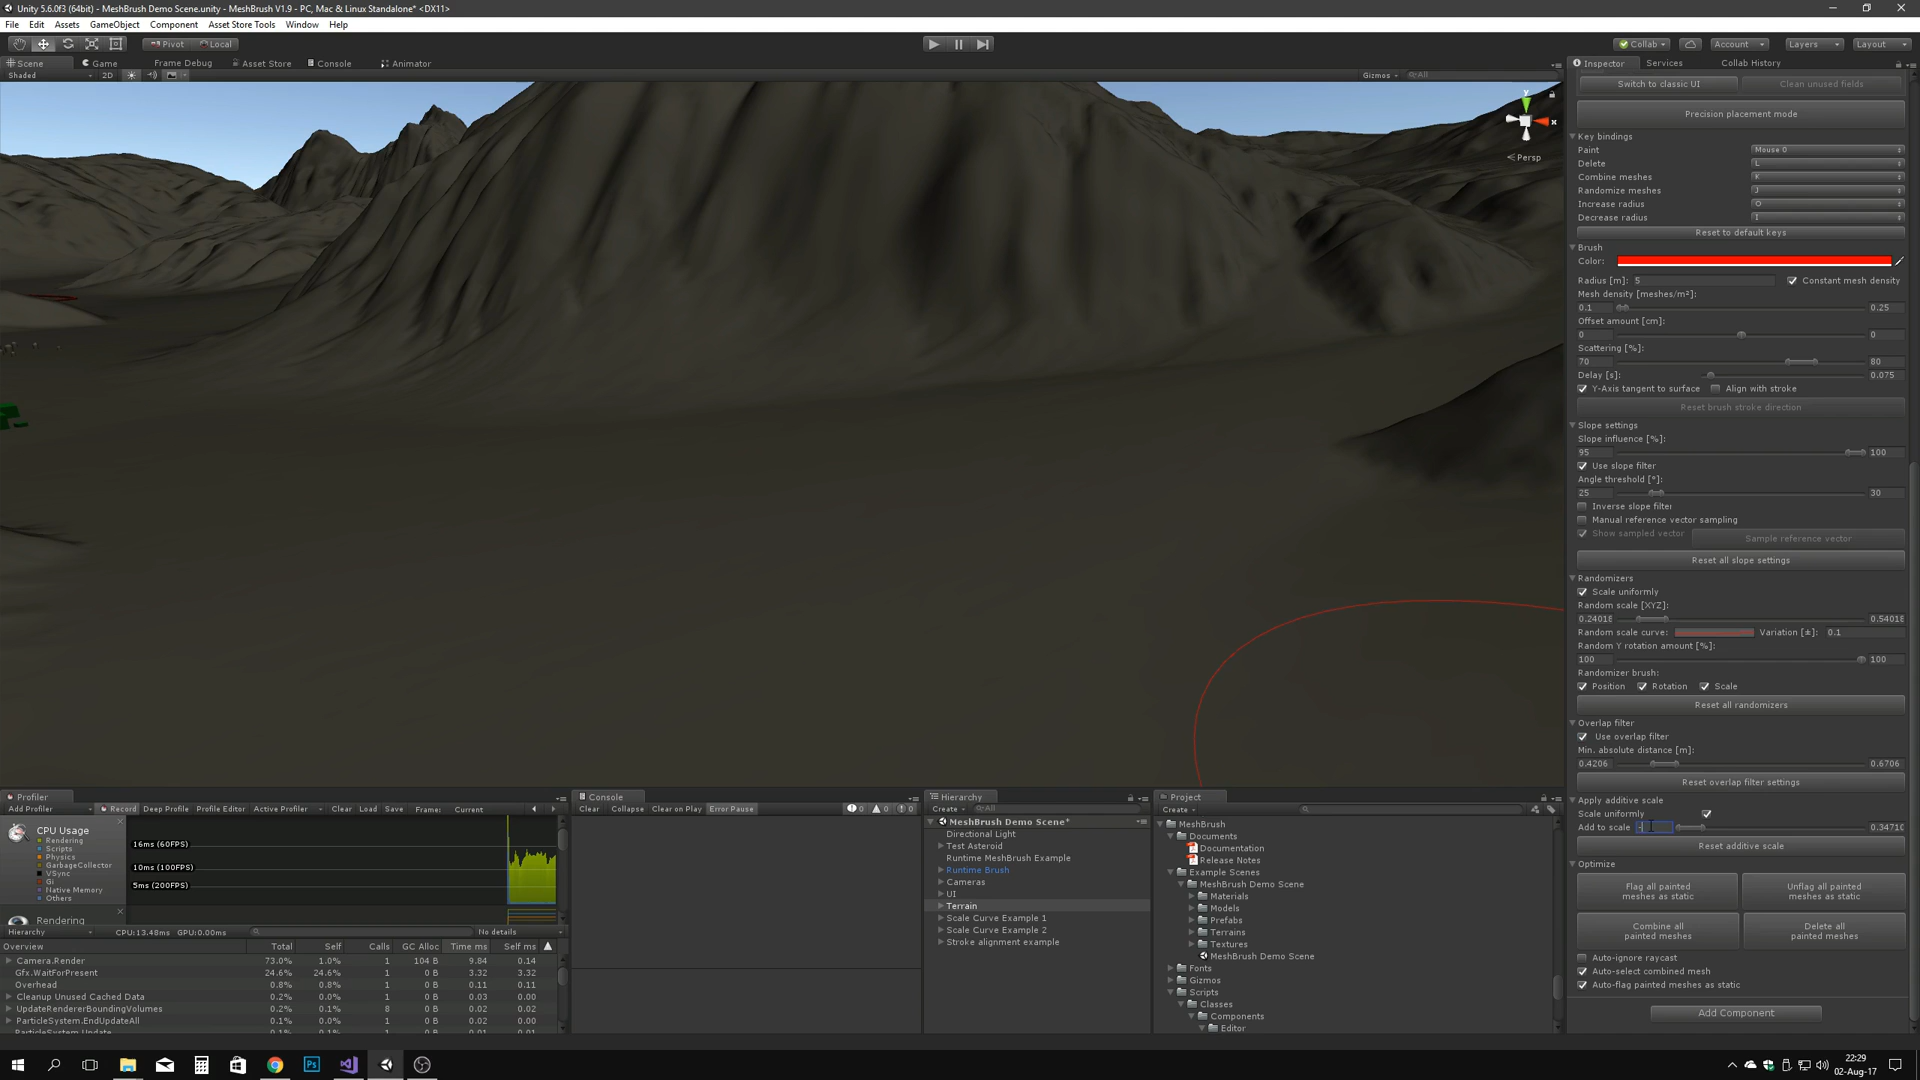 Unity 5.6.0f3 (64bit) - MeshBrush Demo Scene.unity - MeshBrush V1.9 - PC, Mac & Linux Standalone* <DX11>
File Edit Assets GameObject Component Asset Store Tools Window Help
Pivot Local Collab Account Layers Layout
Scene Game Frame Debug Asset Store Console Animator
Shaded 2D Gizmos All
y
x
Persp
Inspector Services Collab History
Switch to classic UI Clean unused fields
Precision placement mode
Key bindings
Paint Mouse 0
Delete L
Combine meshes K
Randomize meshes J
Increase radius O
Decrease radius I
Reset to default keys
Brush
Color:
Radius [m]: 5 Constant mesh density
Mesh density [meshes/m²]:
0.1 0.25
Offset amount [cm]:
0 0
Scattering [%]:
70 80
Delay [s]: 0.075
Y-Axis tangent to surface Align with stroke
Reset brush stroke direction
Slope settings
Slope influence [%]:
95 100
Use slope filter
Angle threshold [°]:
25 30
Inverse slope filter
Manual reference vector sampling
Show sampled vector Sample reference vector
Reset all slope settings
Randomizers
Scale uniformly
Random scale [XYZ]:
0.24018 0.54018
Random scale curve: Variation [±]: 0.1
Random Y rotation amount [%]:
100 100
Randomizer brush:
Position Rotation Scale
Reset all randomizers
Overlap filter
Use overlap filter
Min. absolute distance [m]:
0.4206 0.6706
Reset overlap filter settings
Apply additive scale
Scale uniformly
Add to scale - 0.34710
Reset additive scale
Optimize
Flag all painted meshes as static
Unflag all painted meshes as static
Combine all painted meshes
Delete all painted meshes
Auto-ignore raycast
Auto-select combined mesh
Auto-flag painted meshes as static
Add Component
Profiler
Add Profiler Record Deep Profile Profiler Editor Active Profiler Clear Load Save Frame: Current
CPU Usage
Rendering
Scripts
Physics
GarbageCollector
VSync
Gi
Native Memory
Others
16ms (60FPS)
10ms (100FPS)
5ms (200FPS)
Rendering
Hierarchy CPU:13.48ms GPU:0.00ms No details
Overview Total Self Calls GC Alloc Time ms Self ms
Camera.Render 73.0% 1.0% 1 104 B 9.84 0.14
Gfx.WaitForPresent 24.6% 24.6% 1 0 B 3.32 3.32
Overhead 0.8% 0.8% 1 0 B 0.11 0.11
Cleanup Unused Cached Data 0.2% 0.0% 1 0 B 0.03 0.00
UpdateRendererBoundingVolumes 0.2% 0.1% 8 0 B 0.02 0.02
ParticleSystem.EndUpdateAll 0.1% 0.1% 1 0 B 0.02 0.02
ParticleSystem.Update 0.1% 0.1% 1 0 B 0.02 0.02
Console
Clear Collapse Clear on Play Error Pause 0 0 0
Hierarchy
Create All
MeshBrush Demo Scene*
Directional Light
Test Asteroid
Runtime MeshBrush Example
Runtime Brush
Cameras
UI
Terrain
Scale Curve Example 1
Scale Curve Example 2
Stroke alignment example
Project
Create
MeshBrush
Documents
Documentation
Release Notes
Example Scenes
MeshBrush Demo Scene
Materials
Models
Prefabs
Terrains
Textures
MeshBrush Demo Scene
Fonts
Gizmos
Scripts
Classes
Components
Editor
Ps
22:29
02-Aug-17